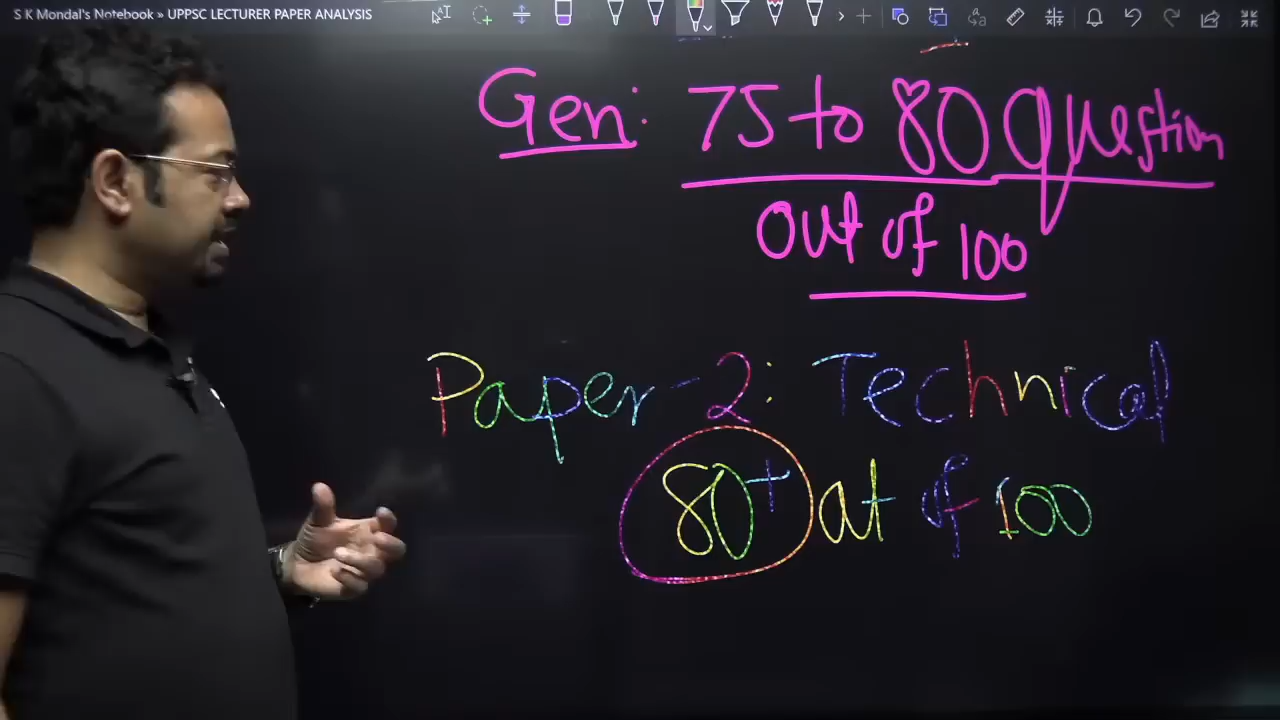 S K Mondal's Notebook » UPPSC LECTURER PAPER ANALYSIS
Gen: 75 to 80 Question
out of 100
Paper-2: Technical
80+ at of 100